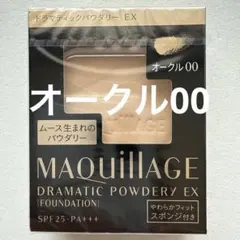 ドラマティックパウダリー EX
オークル 00
オークル00
ムース生まれの
パウダリー
MAQuillAGE
DRAMATIC POWDERY EX
[FOUNDATION]
SPF25・PA+++
やわらかフィット
スポンジ付き